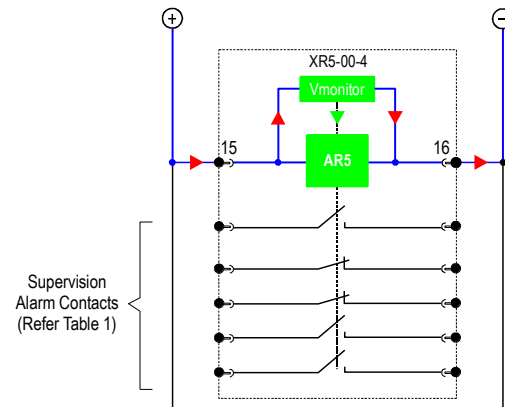 +
−
XR5-00-4
Vmonitor
15
AR5
16
Supervision
Alarm Contacts
(Refer Table 1)